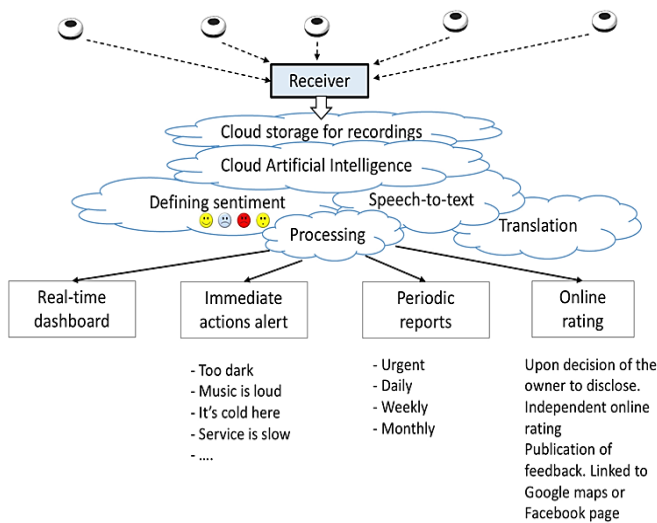 Receiver
Cloud storage for recordings
Cloud Artificial Intelligence
Defining sentiment
Speech-to-text
Translation
Processing
Real-time
dashboard
Immediate
actions alert
Periodic
reports
Online
rating
- Too dark
- Music is loud
- It's cold here
- Service is slow
- ....
- Urgent
- Daily
- Weekly
- Monthly
Upon decision of the
owner to disclose.
Independent online
rating
Publication of
feedback. Linked to
Google maps or
Facebook page